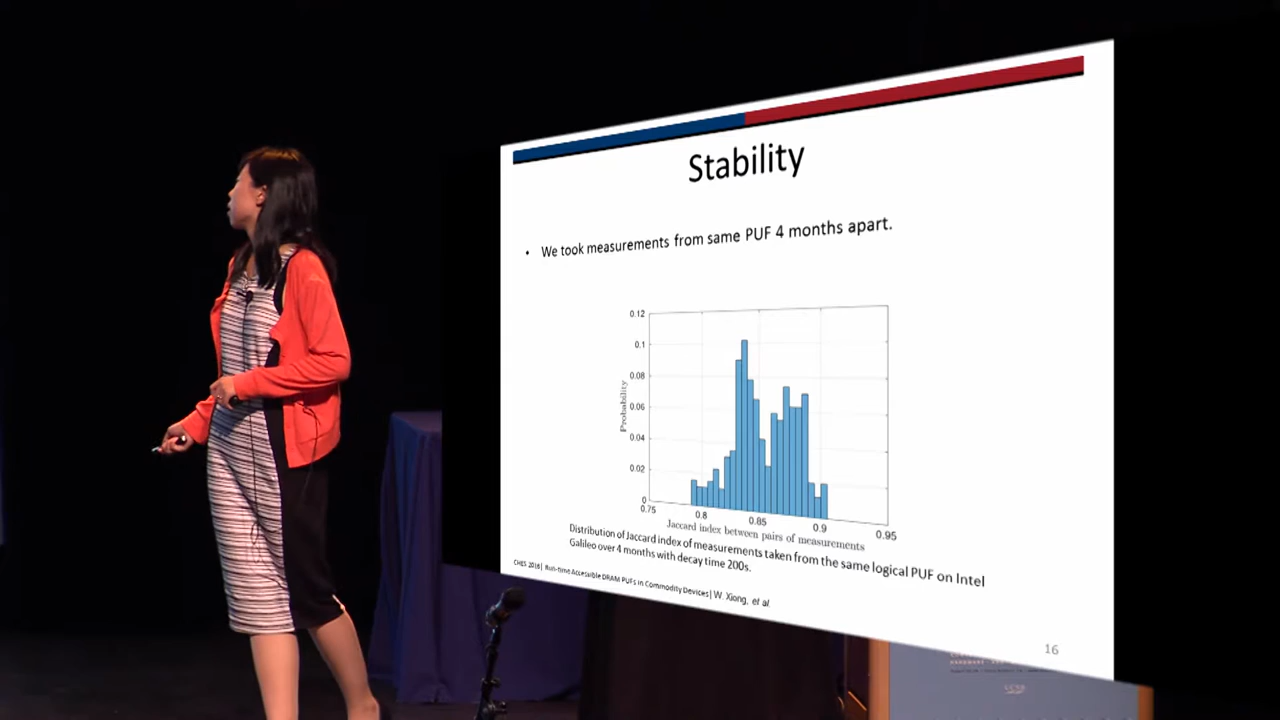 Stability
• We took measurements from same PUF 4 months apart.
0.12
0.1
0.08
0.06
0.04
0.02
0
Probability
0.75
0.8
0.85
0.9
0.95
Jaccard index between pairs of measurements
Distribution of Jaccard index of measurements taken from the same logical PUF on Intel
Galileo over 4 months with decay time 200s.
CHES 2016| Run-time Accessible DRAM PUFs in Commodity Devices| W. Xiong, et al.
16
UCSB